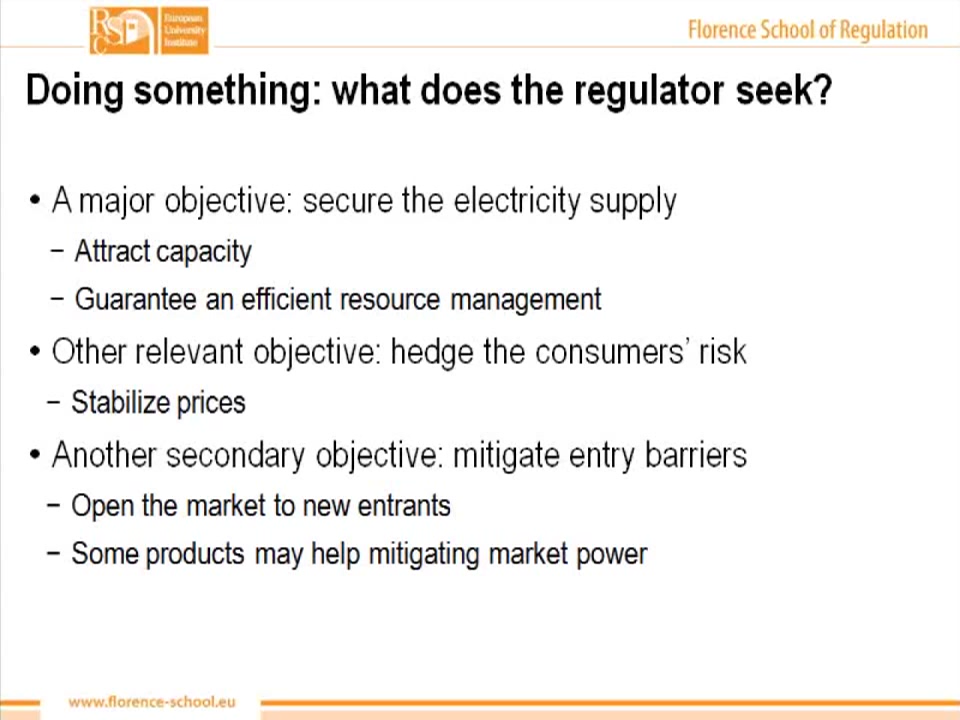 RSC
European
University
Institute
Florence School of Regulation
Doing something: what does the regulator seek?
• A major objective: secure the electricity supply
− Attract capacity
− Guarantee an efficient resource management
• Other relevant objective: hedge the consumers’ risk
− Stabilize prices
• Another secondary objective: mitigate entry barriers
− Open the market to new entrants
− Some products may help mitigating market power
www.florence-school.eu